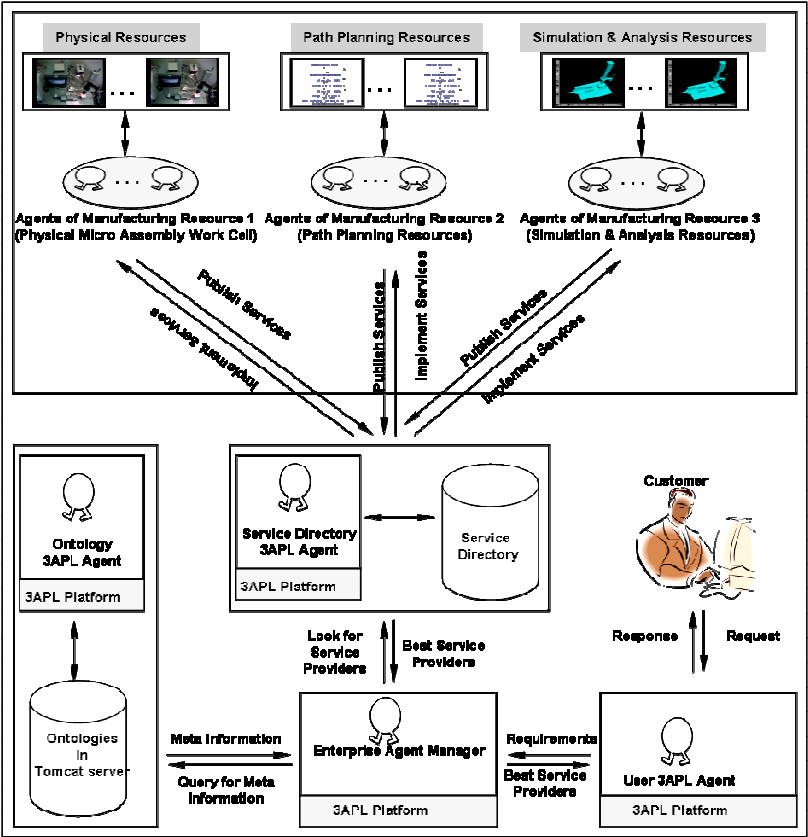 Physical Resources
Path Planning Resources
Simulation & Analysis Resources
...
...
...
...
...
...
Agents of Manufacturing Resource 1
(Physical Micro Assembly Work Cell)
Agents of Manufacturing Resource 2
(Path Planning Resources)
Agents of Manufacturing Resource 3
(Simulation & Analysis Resources)
Publish Services
Implement Services
Publish Services
Implement Services
Publish Services
Implement Services
Ontology
3APL Agent
3APL Platform
Service Directory
3APL Agent
3APL Platform
Service
Directory
Customer
Look for
Service
Providers
Best Service
Providers
Response
Request
Ontologies
in
Tomcat server
Meta Information
Query for Meta
Information
Enterprise Agent Manager
3APL Platform
Requirements
Best Service
Providers
User 3APL Agent
3APL Platform